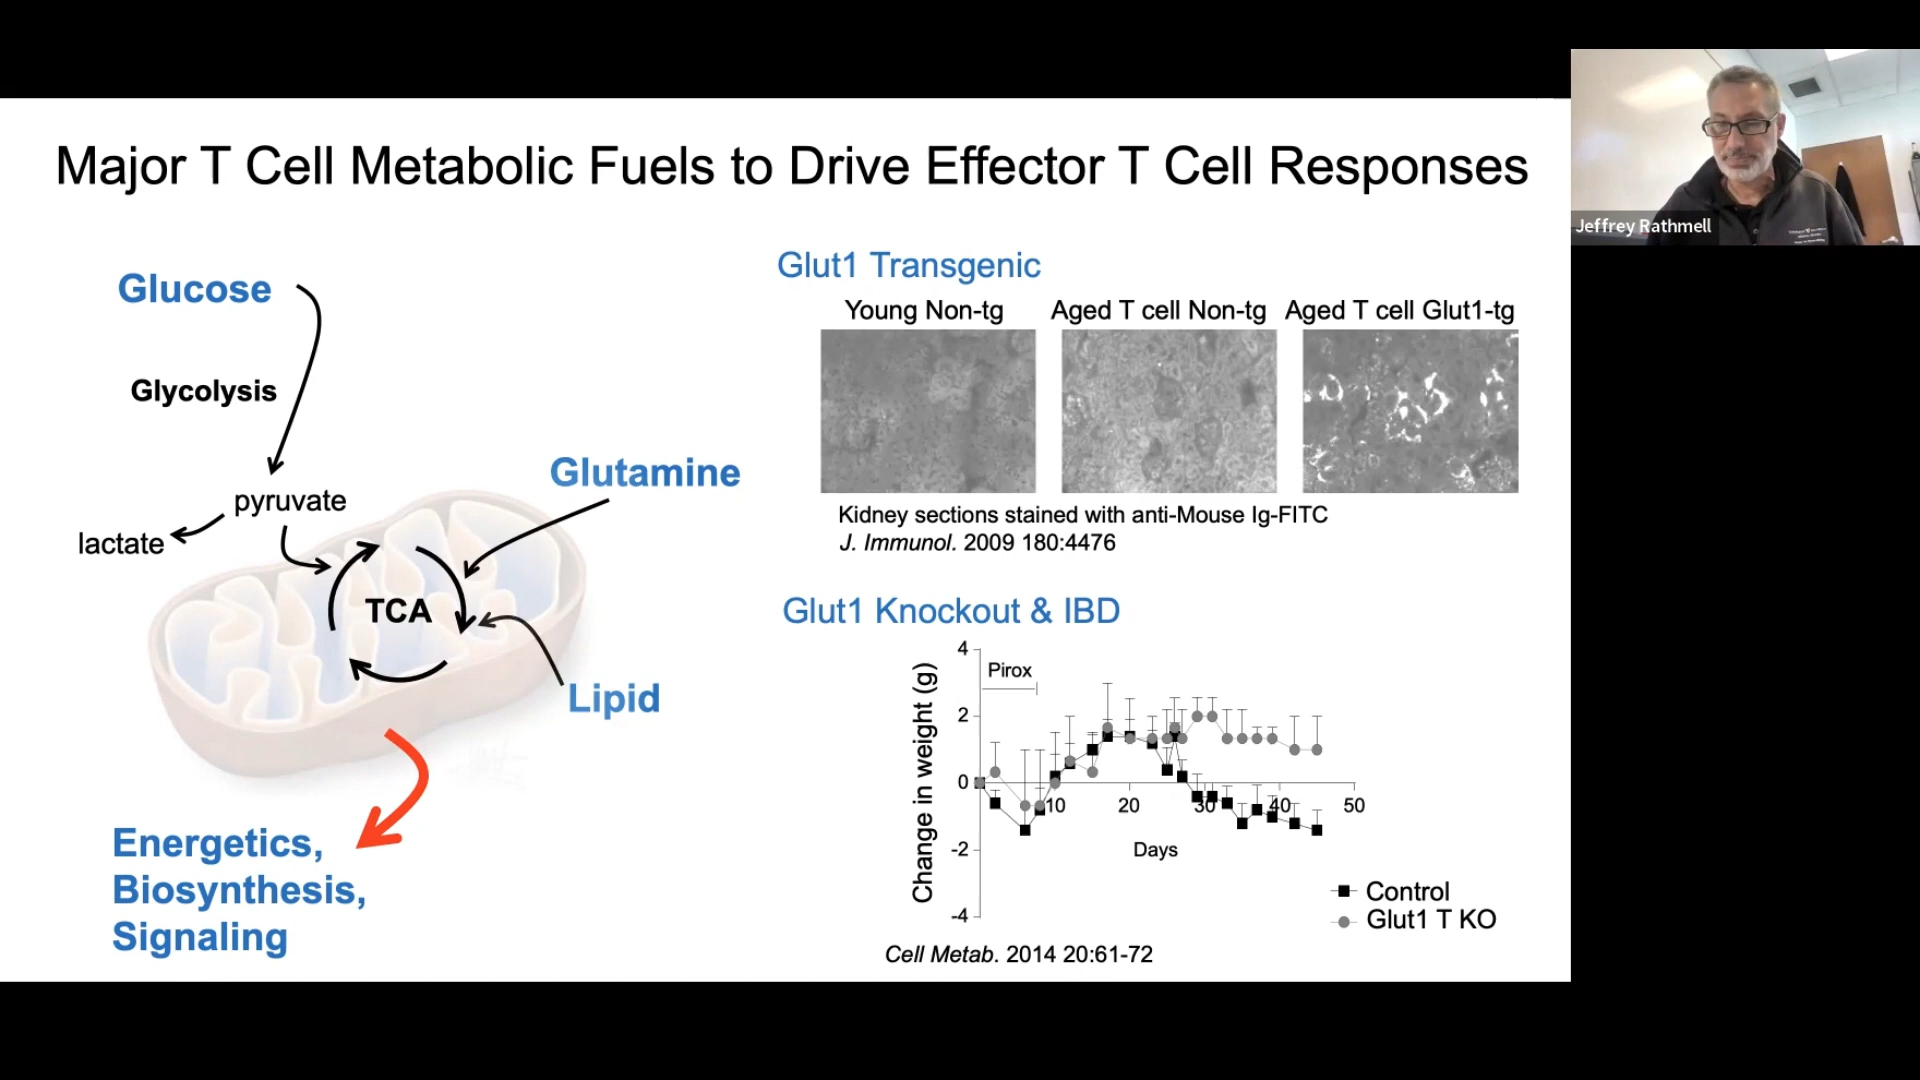 Major T Cell Metabolic Fuels to Drive Effector T Cell Responses
Jeffrey Rathmell
Glucose
Glycolysis
pyruvate
lactate
Glutamine
TCA
Lipid
Energetics,
Biosynthesis,
Signaling
Glut1 Transgenic
Young Non-tg
Aged T cell Non-tg
Aged T cell Glut1-tg
Kidney sections stained with anti-Mouse Ig-FITC
J. Immunol. 2009 180:4476
Glut1 Knockout & IBD
Change in weight (g)
4
2
0
-2
-4
Pirox
10
20
30
40
50
Days
Control
Glut1 T KO
Cell Metab. 2014 20:61-72